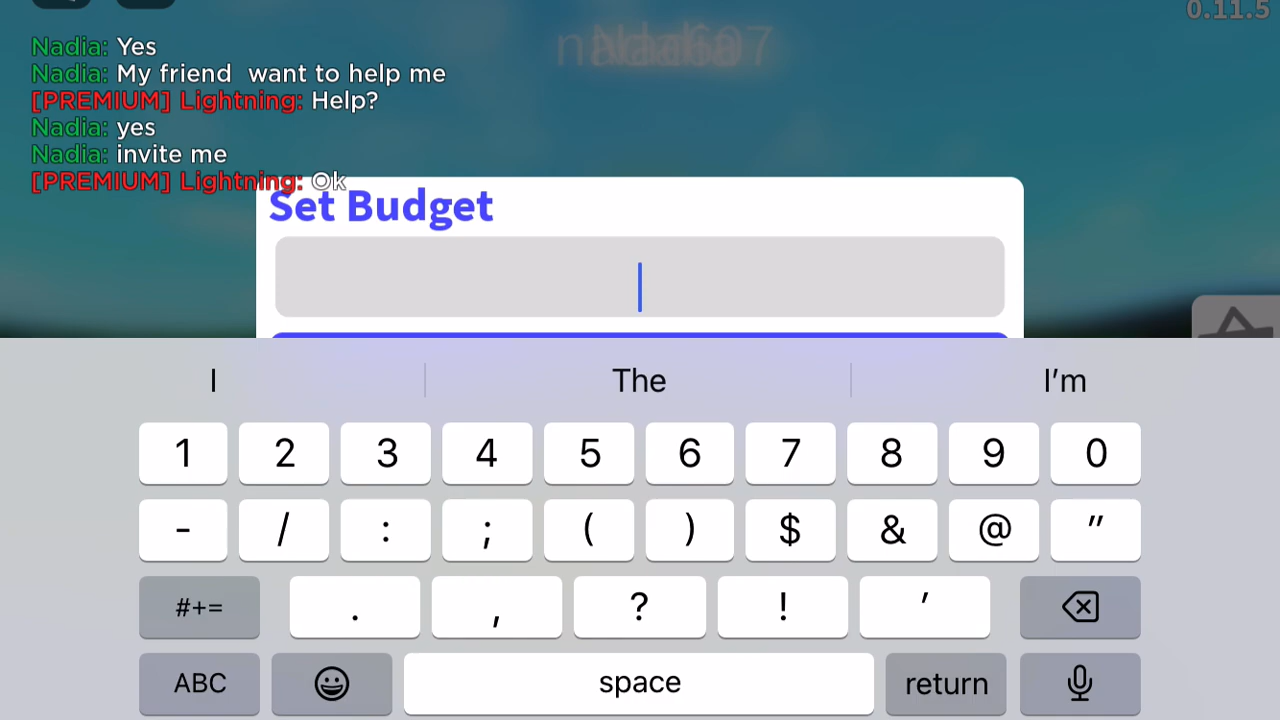 0.11.5
Nadia: Yes
Nadia: My friend want to help me
[PREMIUM] Lightning: Help?
Nadia: yes
Nadia: invite me
[PREMIUM] Lightning: Ok
Set Budget
I The I'm
1 2 3 4 5 6 7 8 9 0
- / : ; ( ) $ & @ "
#+= . , ? ! '
ABC space return